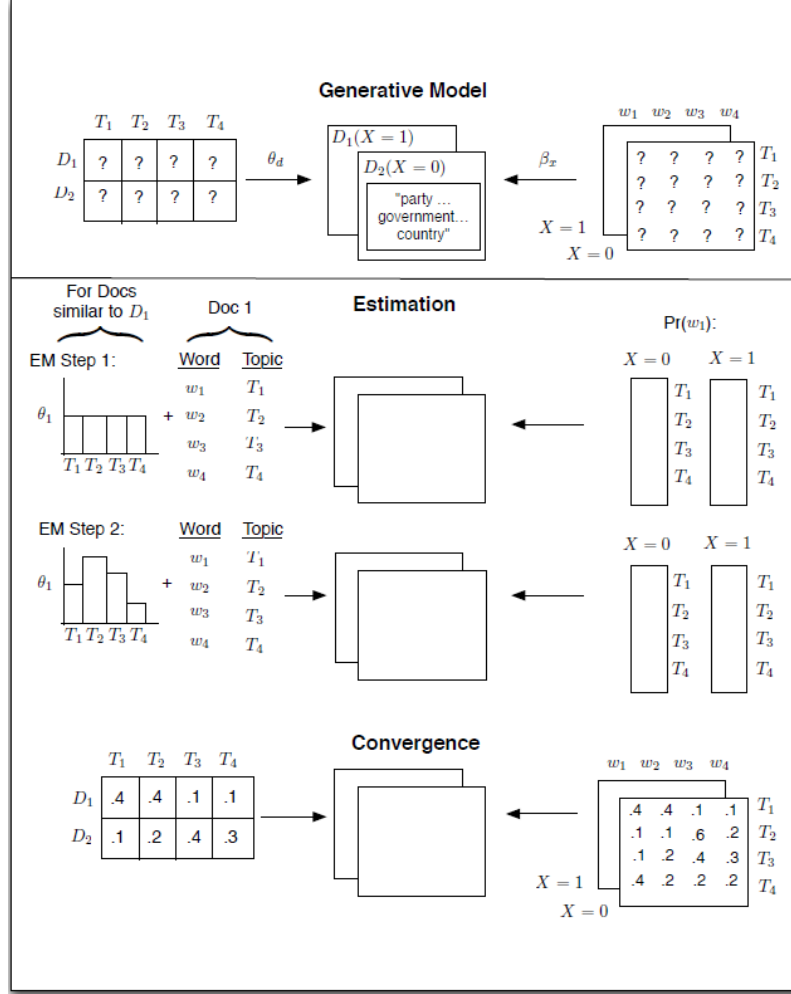 Generative Model
T₁ T₂ T₃ T₄
D₁ ? ? ? ?
D₂ ? ? ? ?
θ_d
D₁(X = 1)
D₂(X = 0)
"party ...
government...
country"
β_x
w₁ w₂ w₃ w₄
? ? ? ? T₁
? ? ? ? T₂
? ? ? ? T₃
? ? ? ? T₄
X = 1
X = 0
Estimation
For Docs
similar to D₁
Doc 1
Pr(w₁):
EM Step 1:
θ₁
T₁ T₂ T₃ T₄
+
Word Topic
w₁ T₁
w₂ T₂
w₃ T₃
w₄ T₄
X = 0 X = 1
T₁ T₁
T₂ T₂
T₃ T₃
T₄ T₄
EM Step 2:
θ₁
T₁ T₂ T₃ T₄
+
Word Topic
w₁ T₁
w₂ T₂
w₃ T₃
w₄ T₄
X = 0 X = 1
T₁ T₁
T₂ T₂
T₃ T₃
T₄ T₄
Convergence
T₁ T₂ T₃ T₄
D₁ .4 .4 .1 .1
D₂ .1 .2 .4 .3
w₁ w₂ w₃ w₄
.4 .4 .1 .1 T₁
.1 .1 .6 .2 T₂
.1 .2 .4 .3 T₃
.4 .2 .2 .2 T₄
X = 1
X = 0